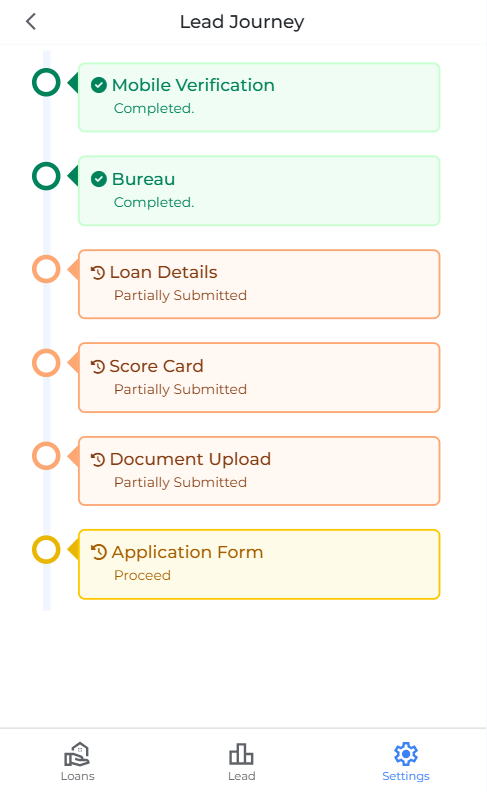 Lead Journey
Mobile Verification
Completed.
Bureau
Completed.
Loan Details
Partially Submitted
Score Card
Partially Submitted
Document Upload
Partially Submitted
Application Form
Proceed
Loans
Lead
Settings